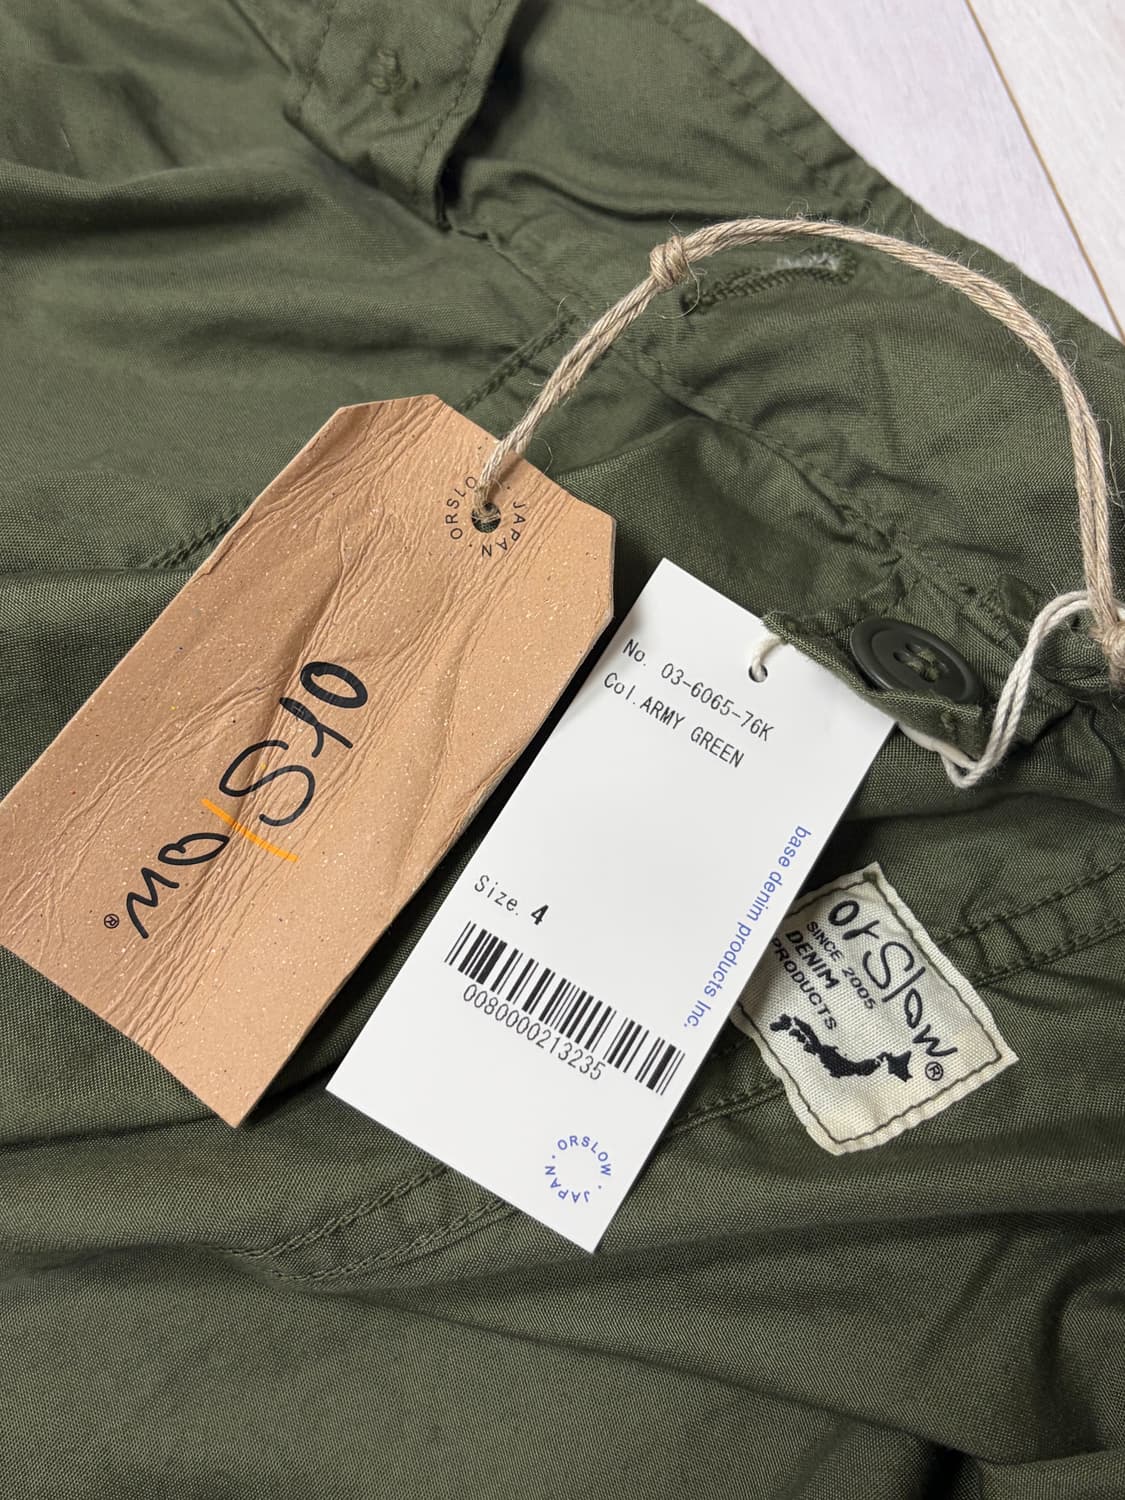 ORSLOW · JAPAN ·
orSlow®
No. 03-6065-76K
Col. ARMY GREEN
Size. 4
0080000213235
base denim products Inc.
ORSLOW · JAPAN ·
orSlow®
SINCE 2005
DENIM
PRODUCTS